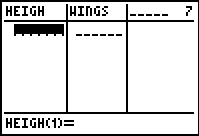 HEIGH WINGS ------ 7
------
HEIGH(1)=